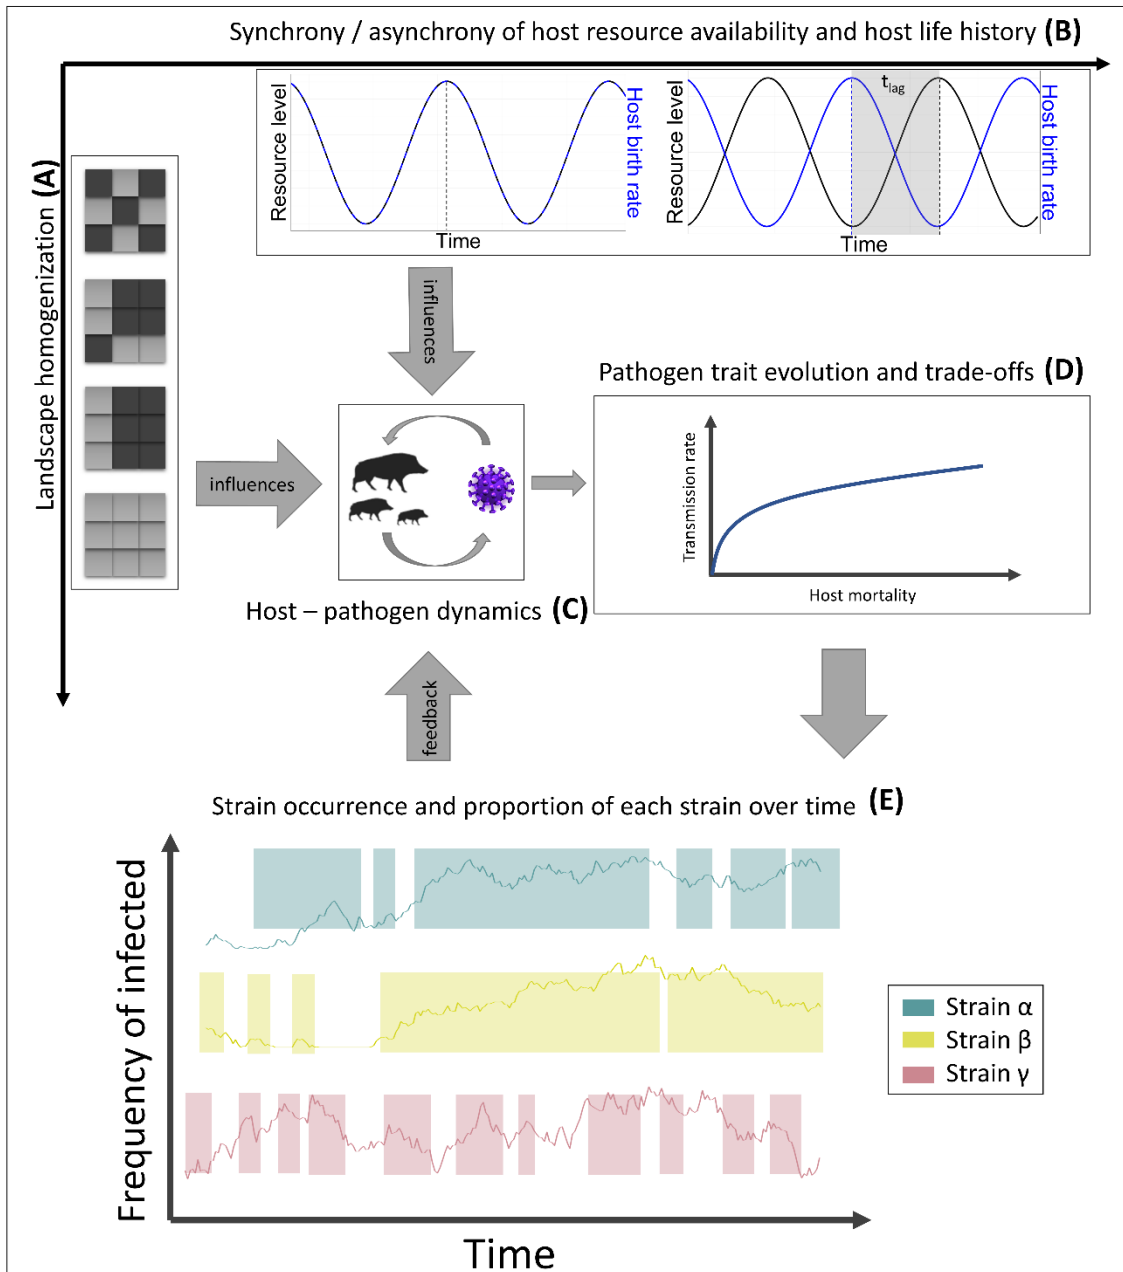 Synchrony / asynchrony of host resource availability and host life history (B)
Landscape homogenization (A)
Resource level
Host birth rate
Time
Resource level
t_lag
Host birth rate
Time
influences
influences
Pathogen trait evolution and trade-offs (D)
Transmission rate
Host mortality
Host – pathogen dynamics (C)
feedback
Strain occurrence and proportion of each strain over time (E)
Frequency of infected
Time
Strain α
Strain β
Strain γ